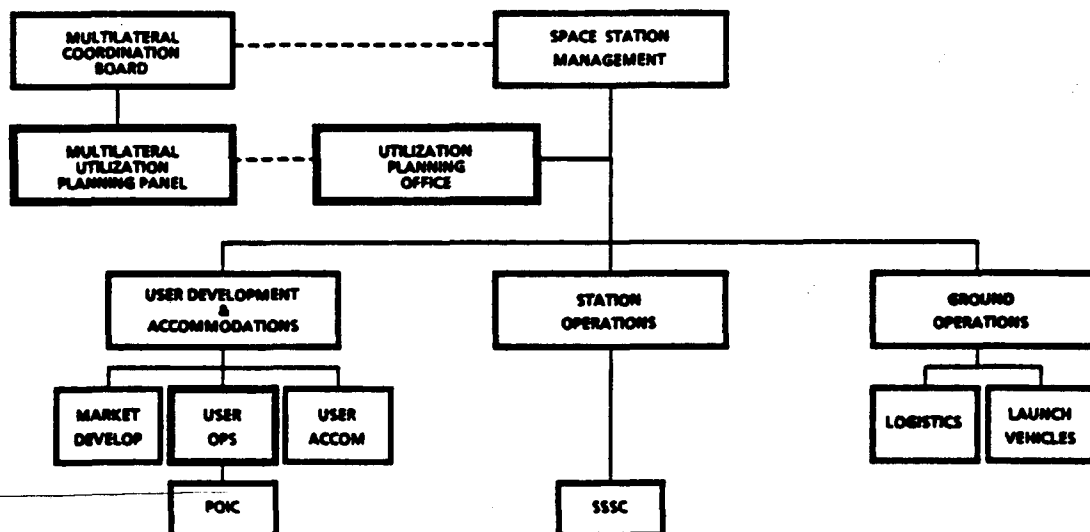 MULTILATERAL
COORDINATION
BOARD
SPACE STATION
MANAGEMENT
MULTILATERAL
UTILIZATION
PLANNING PANEL
UTILIZATION
PLANNING
OFFICE
USER DEVELOPMENT
&
ACCOMMODATIONS
STATION
OPERATIONS
GROUND
OPERATIONS
MARKET
DEVELOP
USER
OPS
USER
ACCOM
LOGISTICS
LAUNCH
VEHICLES
POIC
SSSC